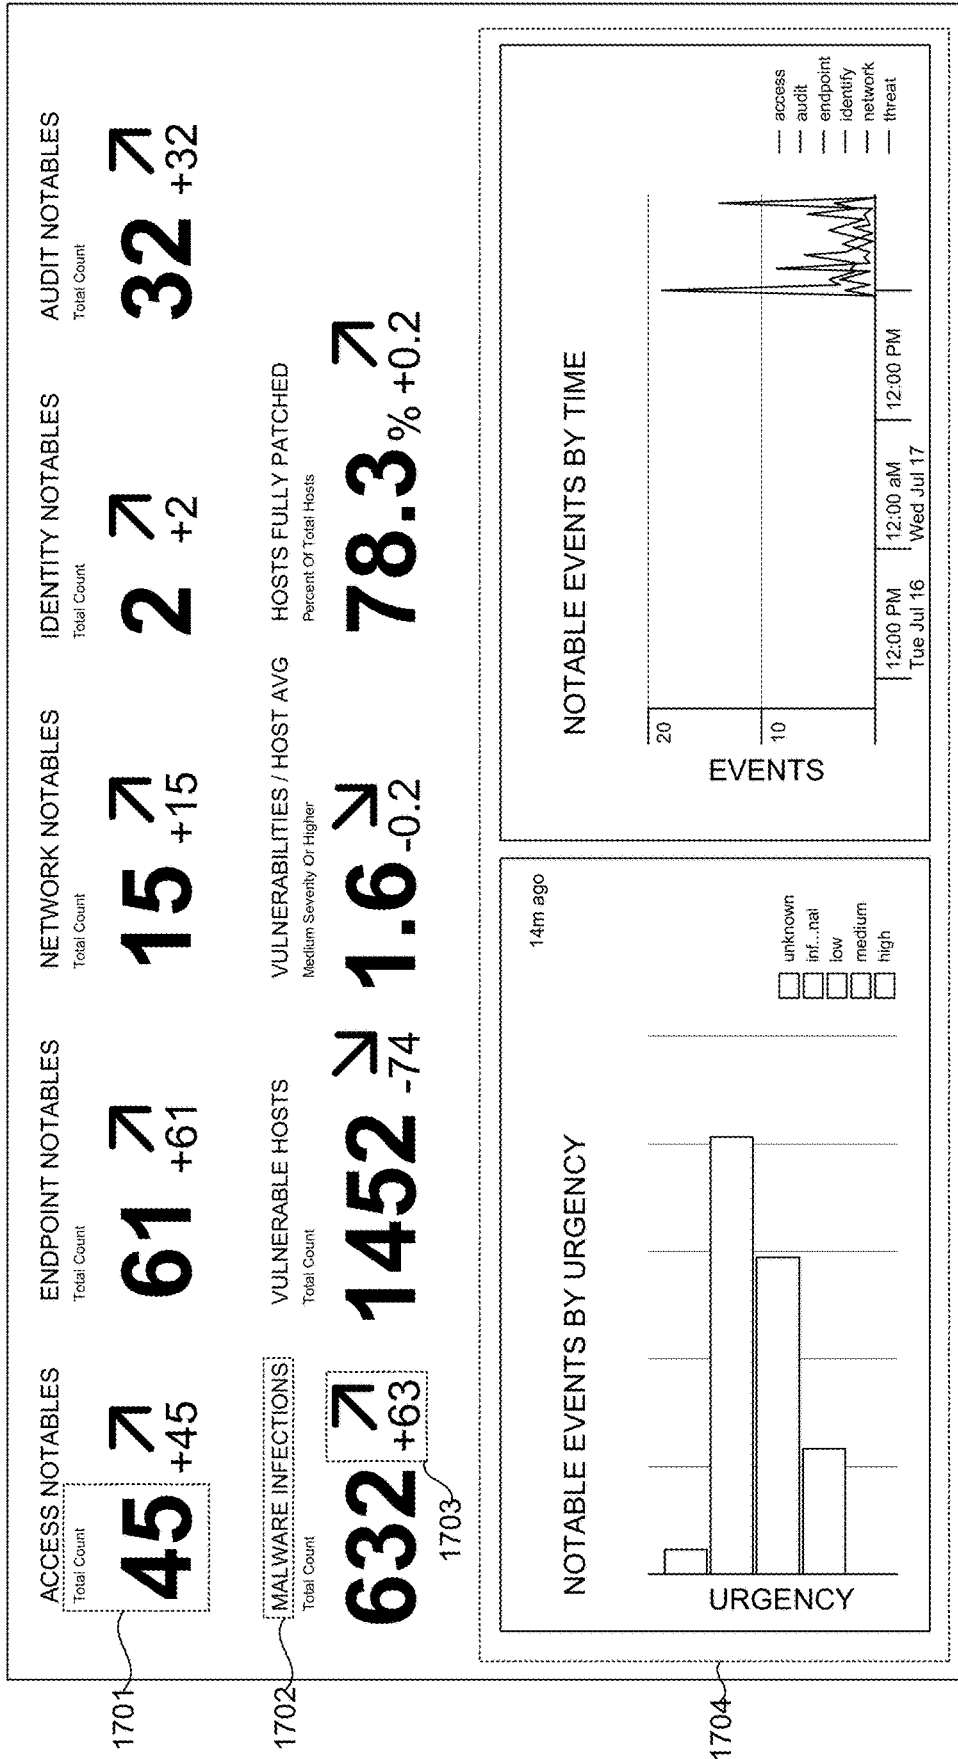 ACCESS NOTABLES
Total Count
45 +45
ENDPOINT NOTABLES
Total Count
61 +61
NETWORK NOTABLES
Total Count
15 +15
IDENTITY NOTABLES
Total Count
2 +2
AUDIT NOTABLES
Total Count
32 +32
1701
MALWARE INFECTIONS
Total Count
632 +63
VULNERABLE HOSTS
Total Count
1452 -74
VULNERABILITIES / HOST AVG
Medium Severity Or Higher
1.6 -0.2
HOSTS FULLY PATCHED
Percent Of Total Hosts
78.3% +0.2
1702
1703
14m ago
NOTABLE EVENTS BY URGENCY
URGENCY
unknown
inf...nal
low
medium
high
NOTABLE EVENTS BY TIME
EVENTS
20
10
12:00 PM
Tue Jul 16
12:00 aM
Wed Jul 17
12:00 PM
access
audit
endpoint
identify
network
threat
1704